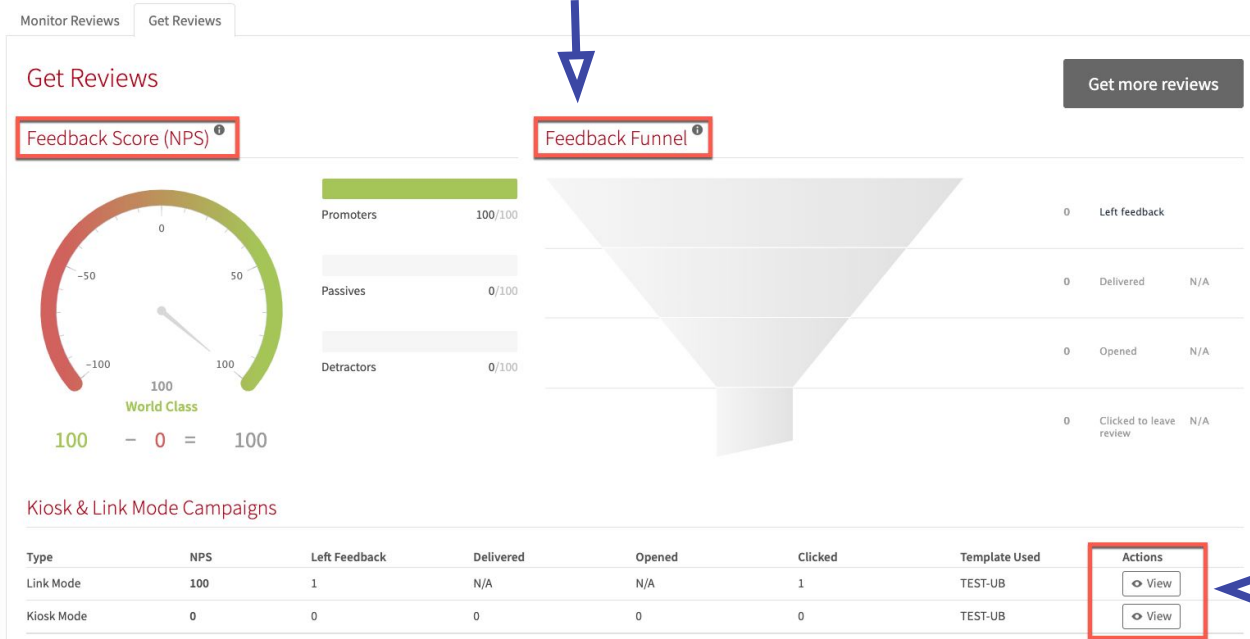 Monitor Reviews Get Reviews
Get Reviews
Get more reviews
Feedback Score (NPS)
Feedback Funnel
0
-50
50
-100
100
100
World Class
100 - 0 = 100
Promoters 100/100
Passives 0/100
Detractors 0/100
0 Left feedback
0 Delivered N/A
0 Opened N/A
0 Clicked to leave N/A
review
Kiosk & Link Mode Campaigns
Type NPS Left Feedback Delivered Opened Clicked Template Used Actions
Link Mode 100 1 N/A N/A 1 TEST-UB View
Kiosk Mode 0 0 0 0 0 TEST-UB View